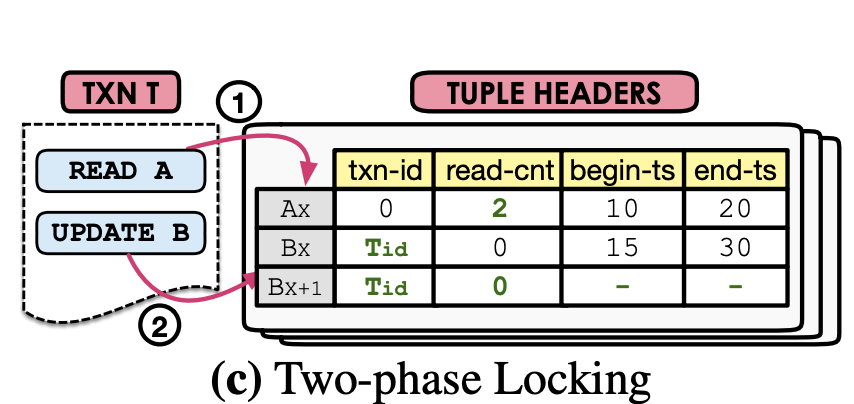 TXN T
1
TUPLE HEADERS
READ A
UPDATE B
2
txn-id read-cnt begin-ts end-ts
Ax 0 2 10 20
Bx Tid 0 15 30
Bx+1 Tid 0 – –
(c) Two-phase Locking